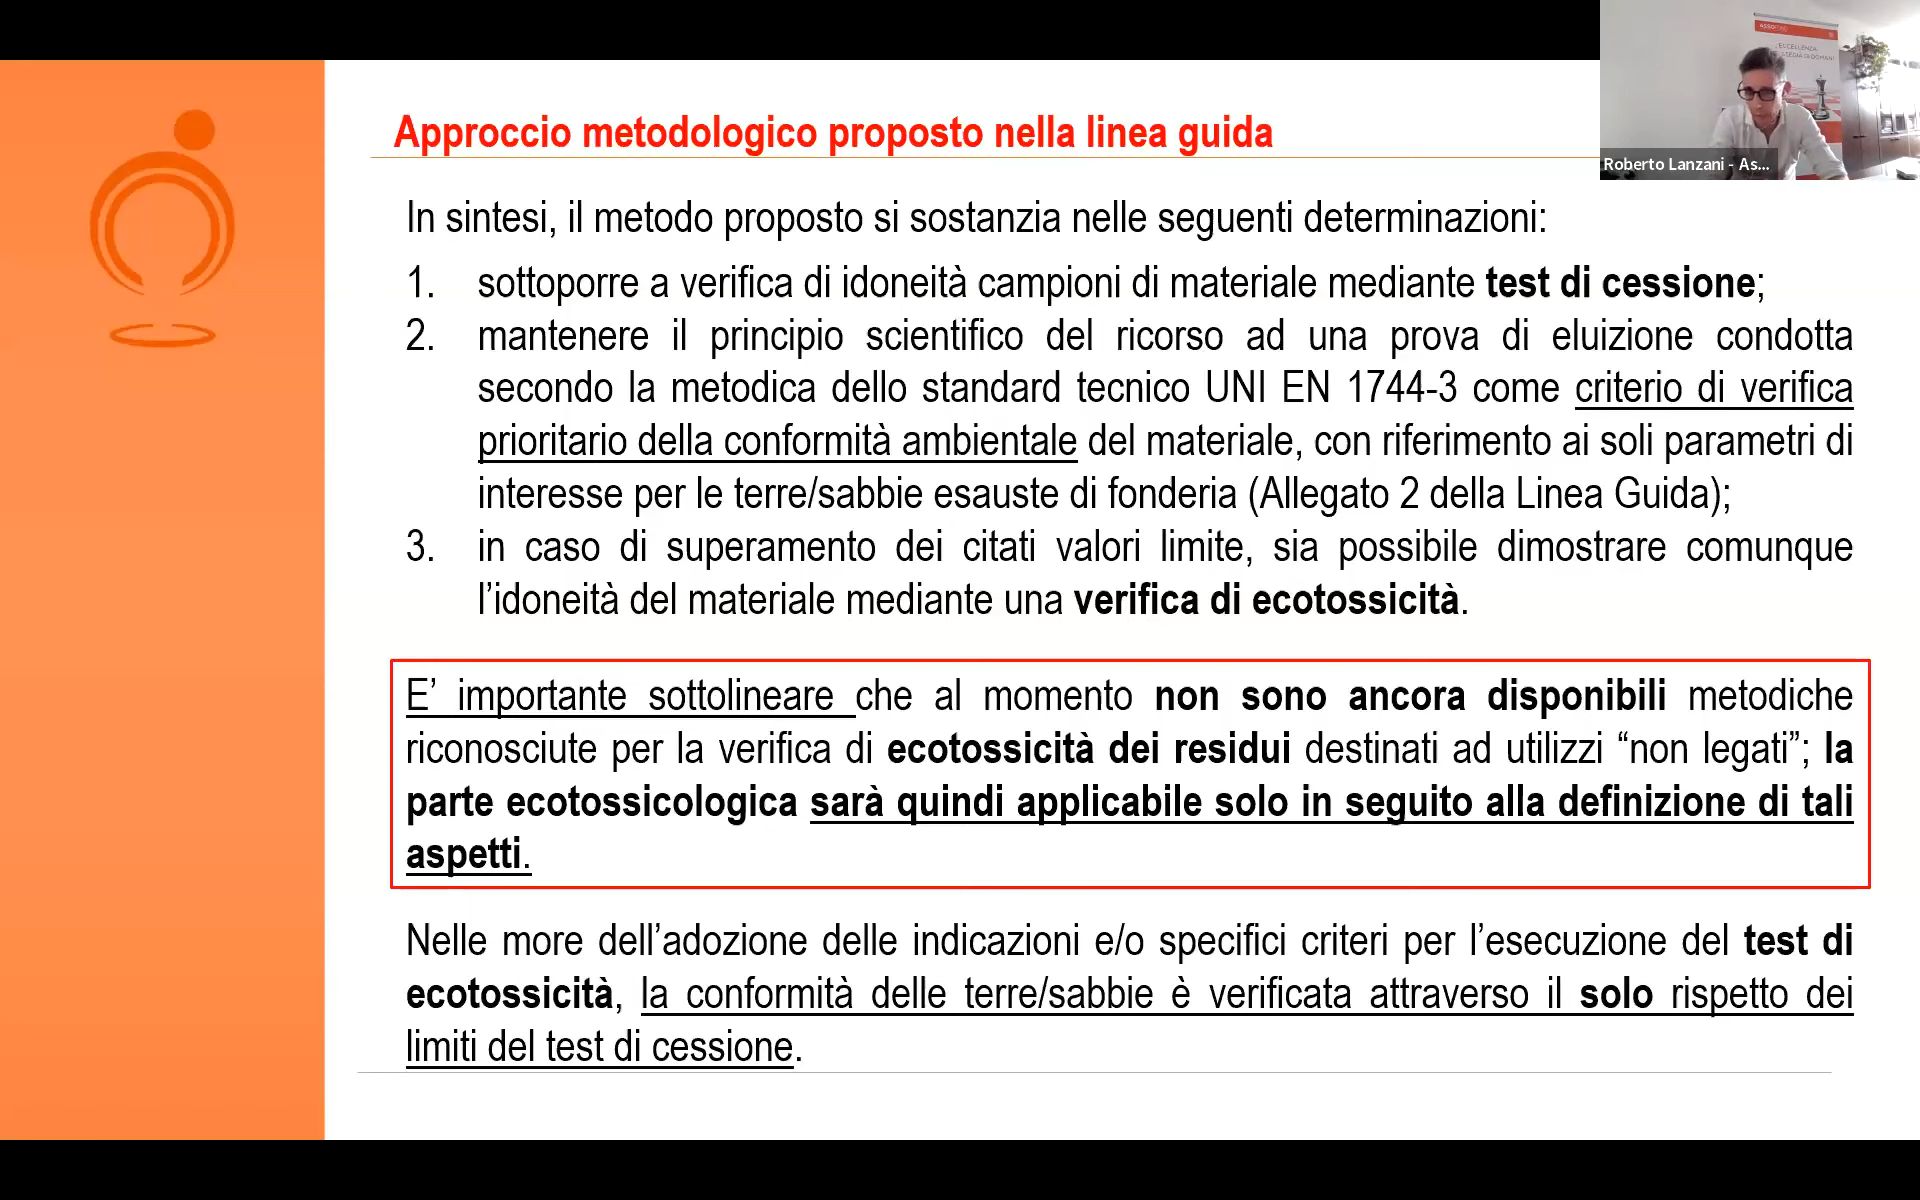 Approccio metodologico proposto nella linea guida
ASSOFOND
L'ECCELLENZA
Roberto Lanzani - As...
In sintesi, il metodo proposto si sostanzia nelle seguenti determinazioni:
1. sottoporre a verifica di idoneità campioni di materiale mediante test di cessione;
2. mantenere il principio scientifico del ricorso ad una prova di eluizione condotta
secondo la metodica dello standard tecnico UNI EN 1744-3 come criterio di verifica
prioritario della conformità ambientale del materiale, con riferimento ai soli parametri di
interesse per le terre/sabbie esauste di fonderia (Allegato 2 della Linea Guida);
3. in caso di superamento dei citati valori limite, sia possibile dimostrare comunque
l’idoneità del materiale mediante una verifica di ecotossicità.
E’ importante sottolineare che al momento non sono ancora disponibili metodiche
riconosciute per la verifica di ecotossicità dei residui destinati ad utilizzi “non legati”; la
parte ecotossicologica sarà quindi applicabile solo in seguito alla definizione di tali
aspetti.
Nelle more dell’adozione delle indicazioni e/o specifici criteri per l’esecuzione del test di
ecotossicità, la conformità delle terre/sabbie è verificata attraverso il solo rispetto dei
limiti del test di cessione.